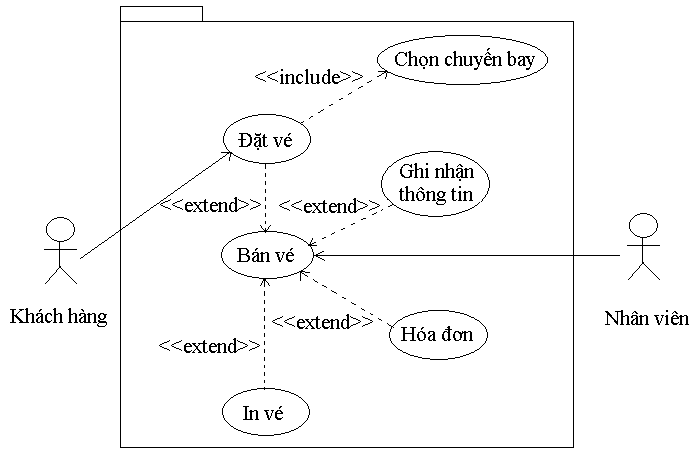 Chọn chuyến bay
<<include>>
Đặt vé
Ghi nhận
thông tin
<<extend>>
<<extend>>
Bán vé
Khách hàng
Nhân viên
<<extend>>
Hóa đơn
<<extend>>
In vé